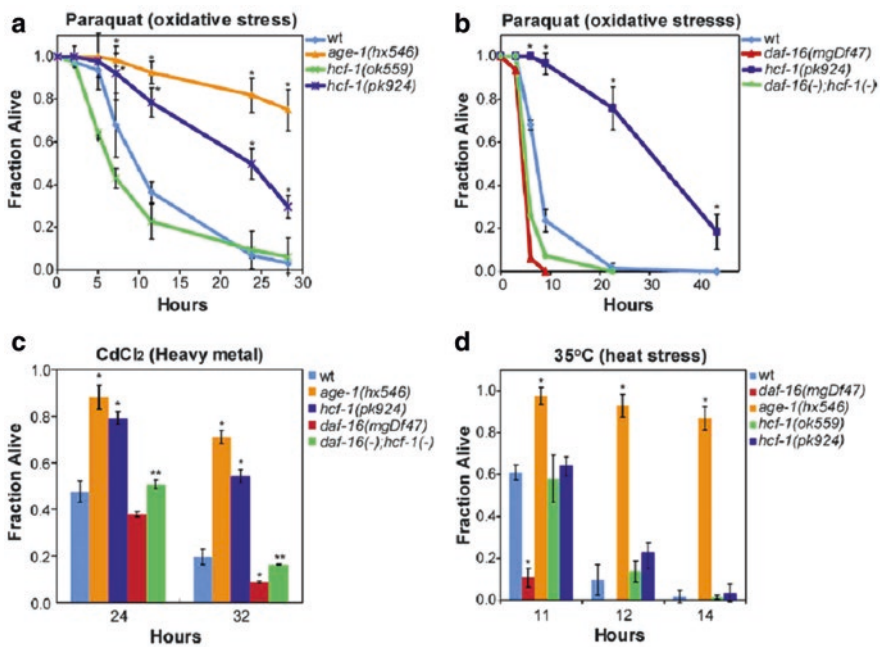 a
Paraquat (oxidative stress)
wt
age-1(hx546)
hcf-1(ok559)
hcf-1(pk924)
Fraction Alive
1.0
0.8
0.6
0.4
0.2
0.0
0 5 10 15 20 25 30
Hours
* * * * * * * * *
b
Paraquat (oxidative stresss)
wt
daf-16(mgDf47)
hcf-1(pk924)
daf-16(-);hcf-1(-)
Fraction Alive
1.0
0.8
0.6
0.4
0.2
0.0
0 10 20 30 40
Hours
* * * *
c
CdCl2 (Heavy metal)
wt
age-1(hx546)
hcf-1(pk924)
daf-16(mgDf47)
daf-16(-);hcf-1(-)
Fraction Alive
1.0
0.8
0.6
0.4
0.2
0.0
* * ** * * * **
24 32
Hours
d
35°C (heat stress)
wt
daf-16(mgDf47)
age-1(hx546)
hcf-1(ok559)
hcf-1(pk924)
Fraction Alive
1.0
0.8
0.6
0.4
0.2
0.0
* * * *
11 12 14
Hours